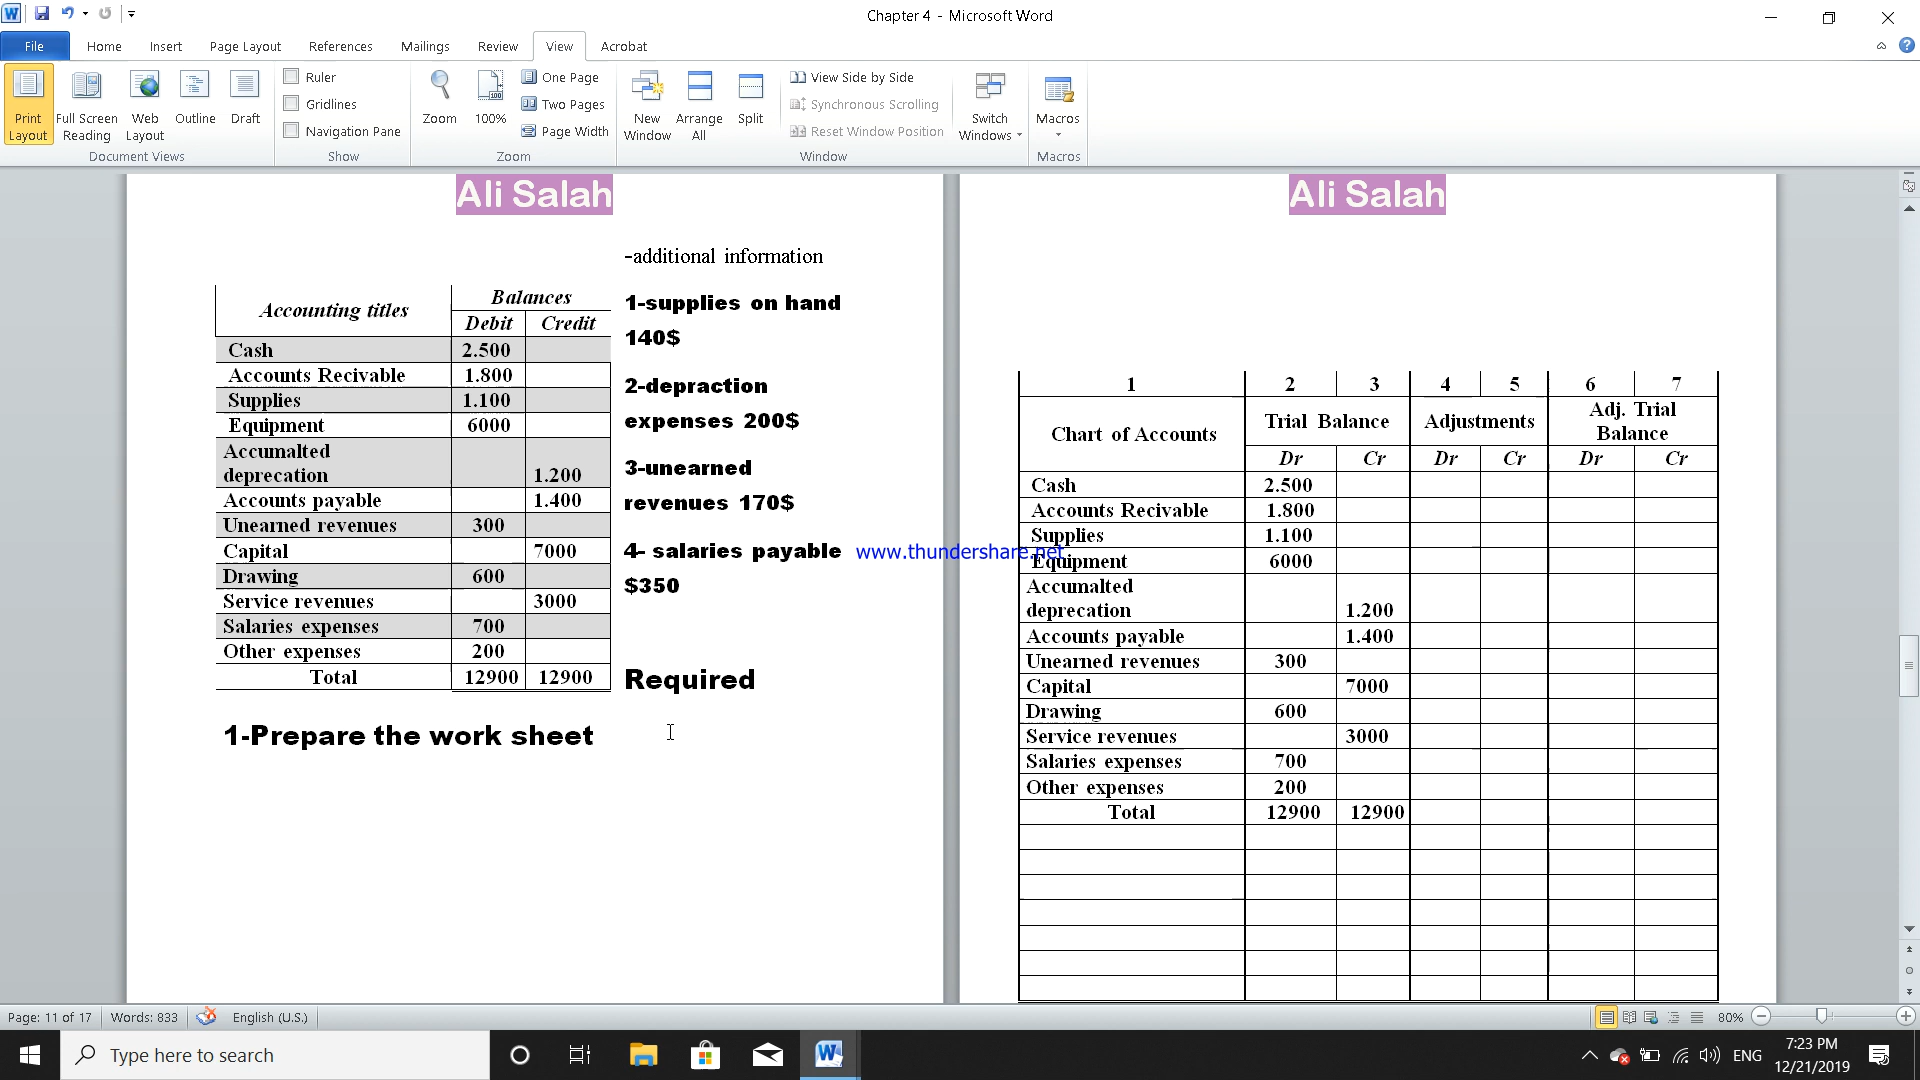 Chapter 4 - Microsoft Word
File Home Insert Page Layout References Mailings Review View Acrobat
Print Layout
Full Screen Reading
Web Layout
Outline
Draft
Document Views
Ruler
Gridlines
Navigation Pane
Show
Zoom
100%
One Page
Two Pages
Page Width
Zoom
New Window
Arrange All
Split
View Side by Side
Synchronous Scrolling
Reset Window Position
Window
Switch Windows
Macros
Macros
Ali Salah
-additional information
1-supplies on hand
140$
2-depraction
expenses 200$
3-unearned
revenues 170$
4- salaries payable
$350
Required
Accounting titles Balances
Debit Credit
Cash 2.500
Accounts Recivable 1.800
Supplies 1.100
Equipment 6000
Accumalted
deprecation 1.200
Accounts payable 1.400
Unearned revenues 300
Capital 7000
Drawing 600
Service revenues 3000
Salaries expenses 700
Other expenses 200
Total 12900 12900
1-Prepare the work sheet
www.thundershare.net
Ali Salah
1 2 3 4 5 6 7
Chart of Accounts Trial Balance Adjustments Adj. Trial Balance
Dr Cr Dr Cr Dr Cr
Cash 2.500
Accounts Recivable 1.800
Supplies 1.100
Equipment 6000
Accumalted
deprecation 1.200
Accounts payable 1.400
Unearned revenues 300
Capital 7000
Drawing 600
Service revenues 3000
Salaries expenses 700
Other expenses 200
Total 12900 12900
Page: 11 of 17 Words: 833 English (U.S.) 80%
Type here to search
ENG
7:23 PM
12/21/2019